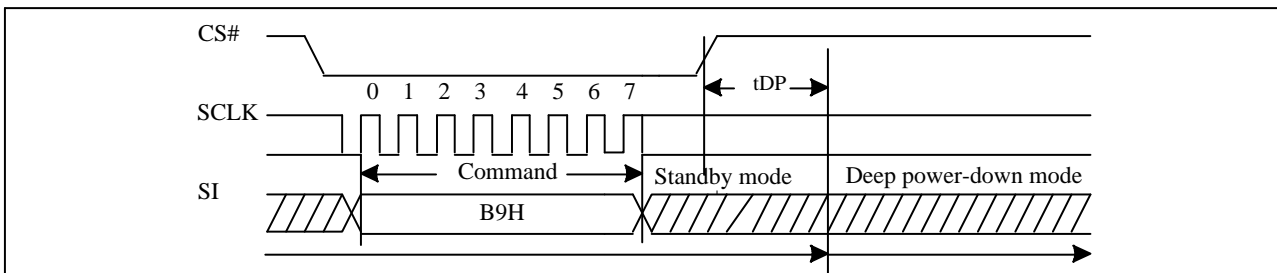 CS#
0 1 2 3 4 5 6 7
tDP
SCLK
Command
Standby mode
Deep power-down mode
SI
B9H